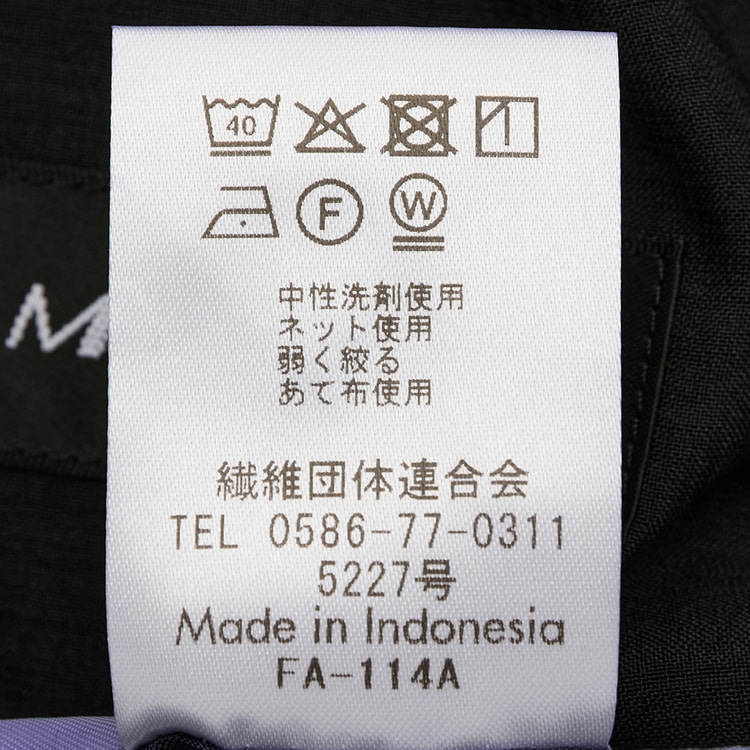 40
F W
中性洗剤使用
ネット使用
弱く絞る
あて布使用
繊維団体連合会
TEL 0586-77-0311
5227号
Made in Indonesia
FA-114A
M